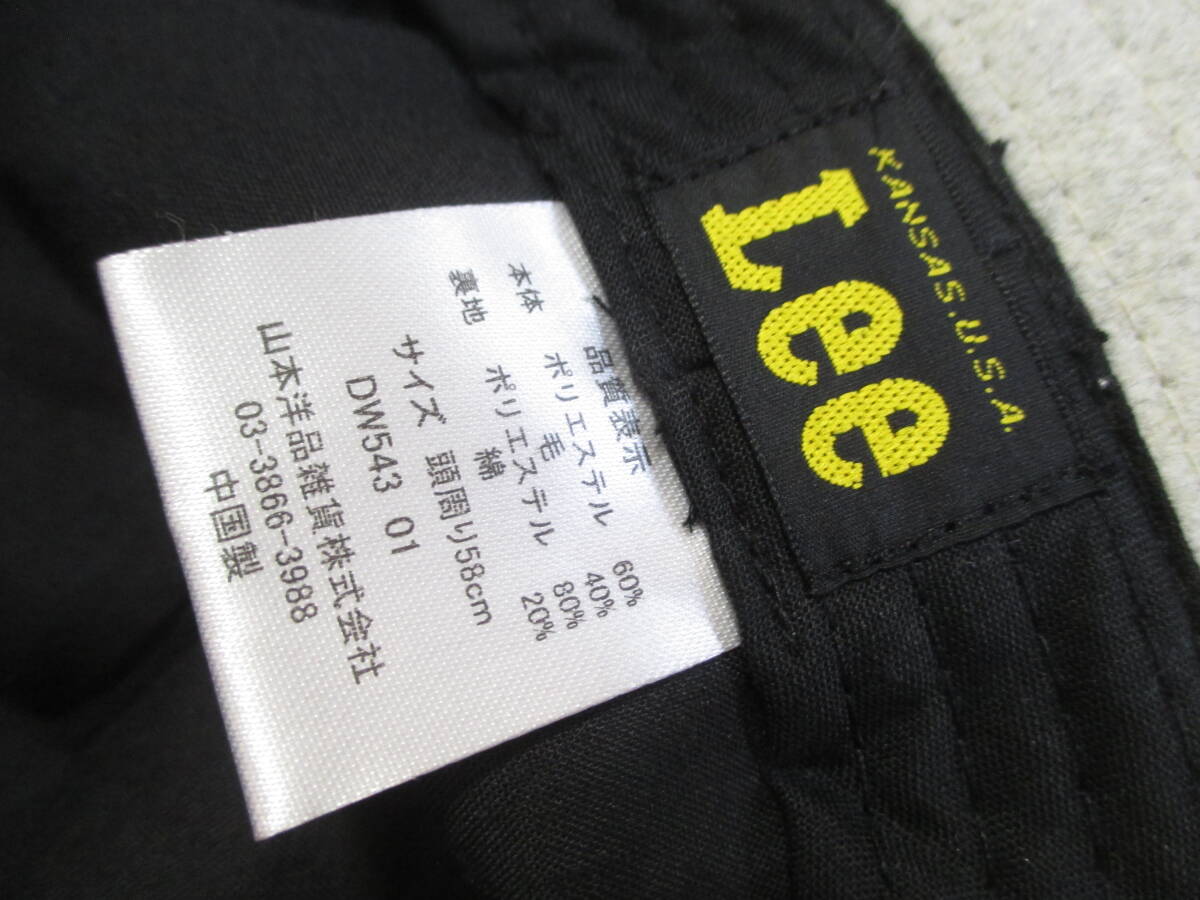 KANSAS.U.S.A.
Lee
品質表示
本体 ポリエステル 60%
毛 40%
裏地 ポリエステル 80%
綿 20%
サイズ 頭周り58cm
DW543 01
山本洋品雑貨株式会社
03-3866-3988
中国製